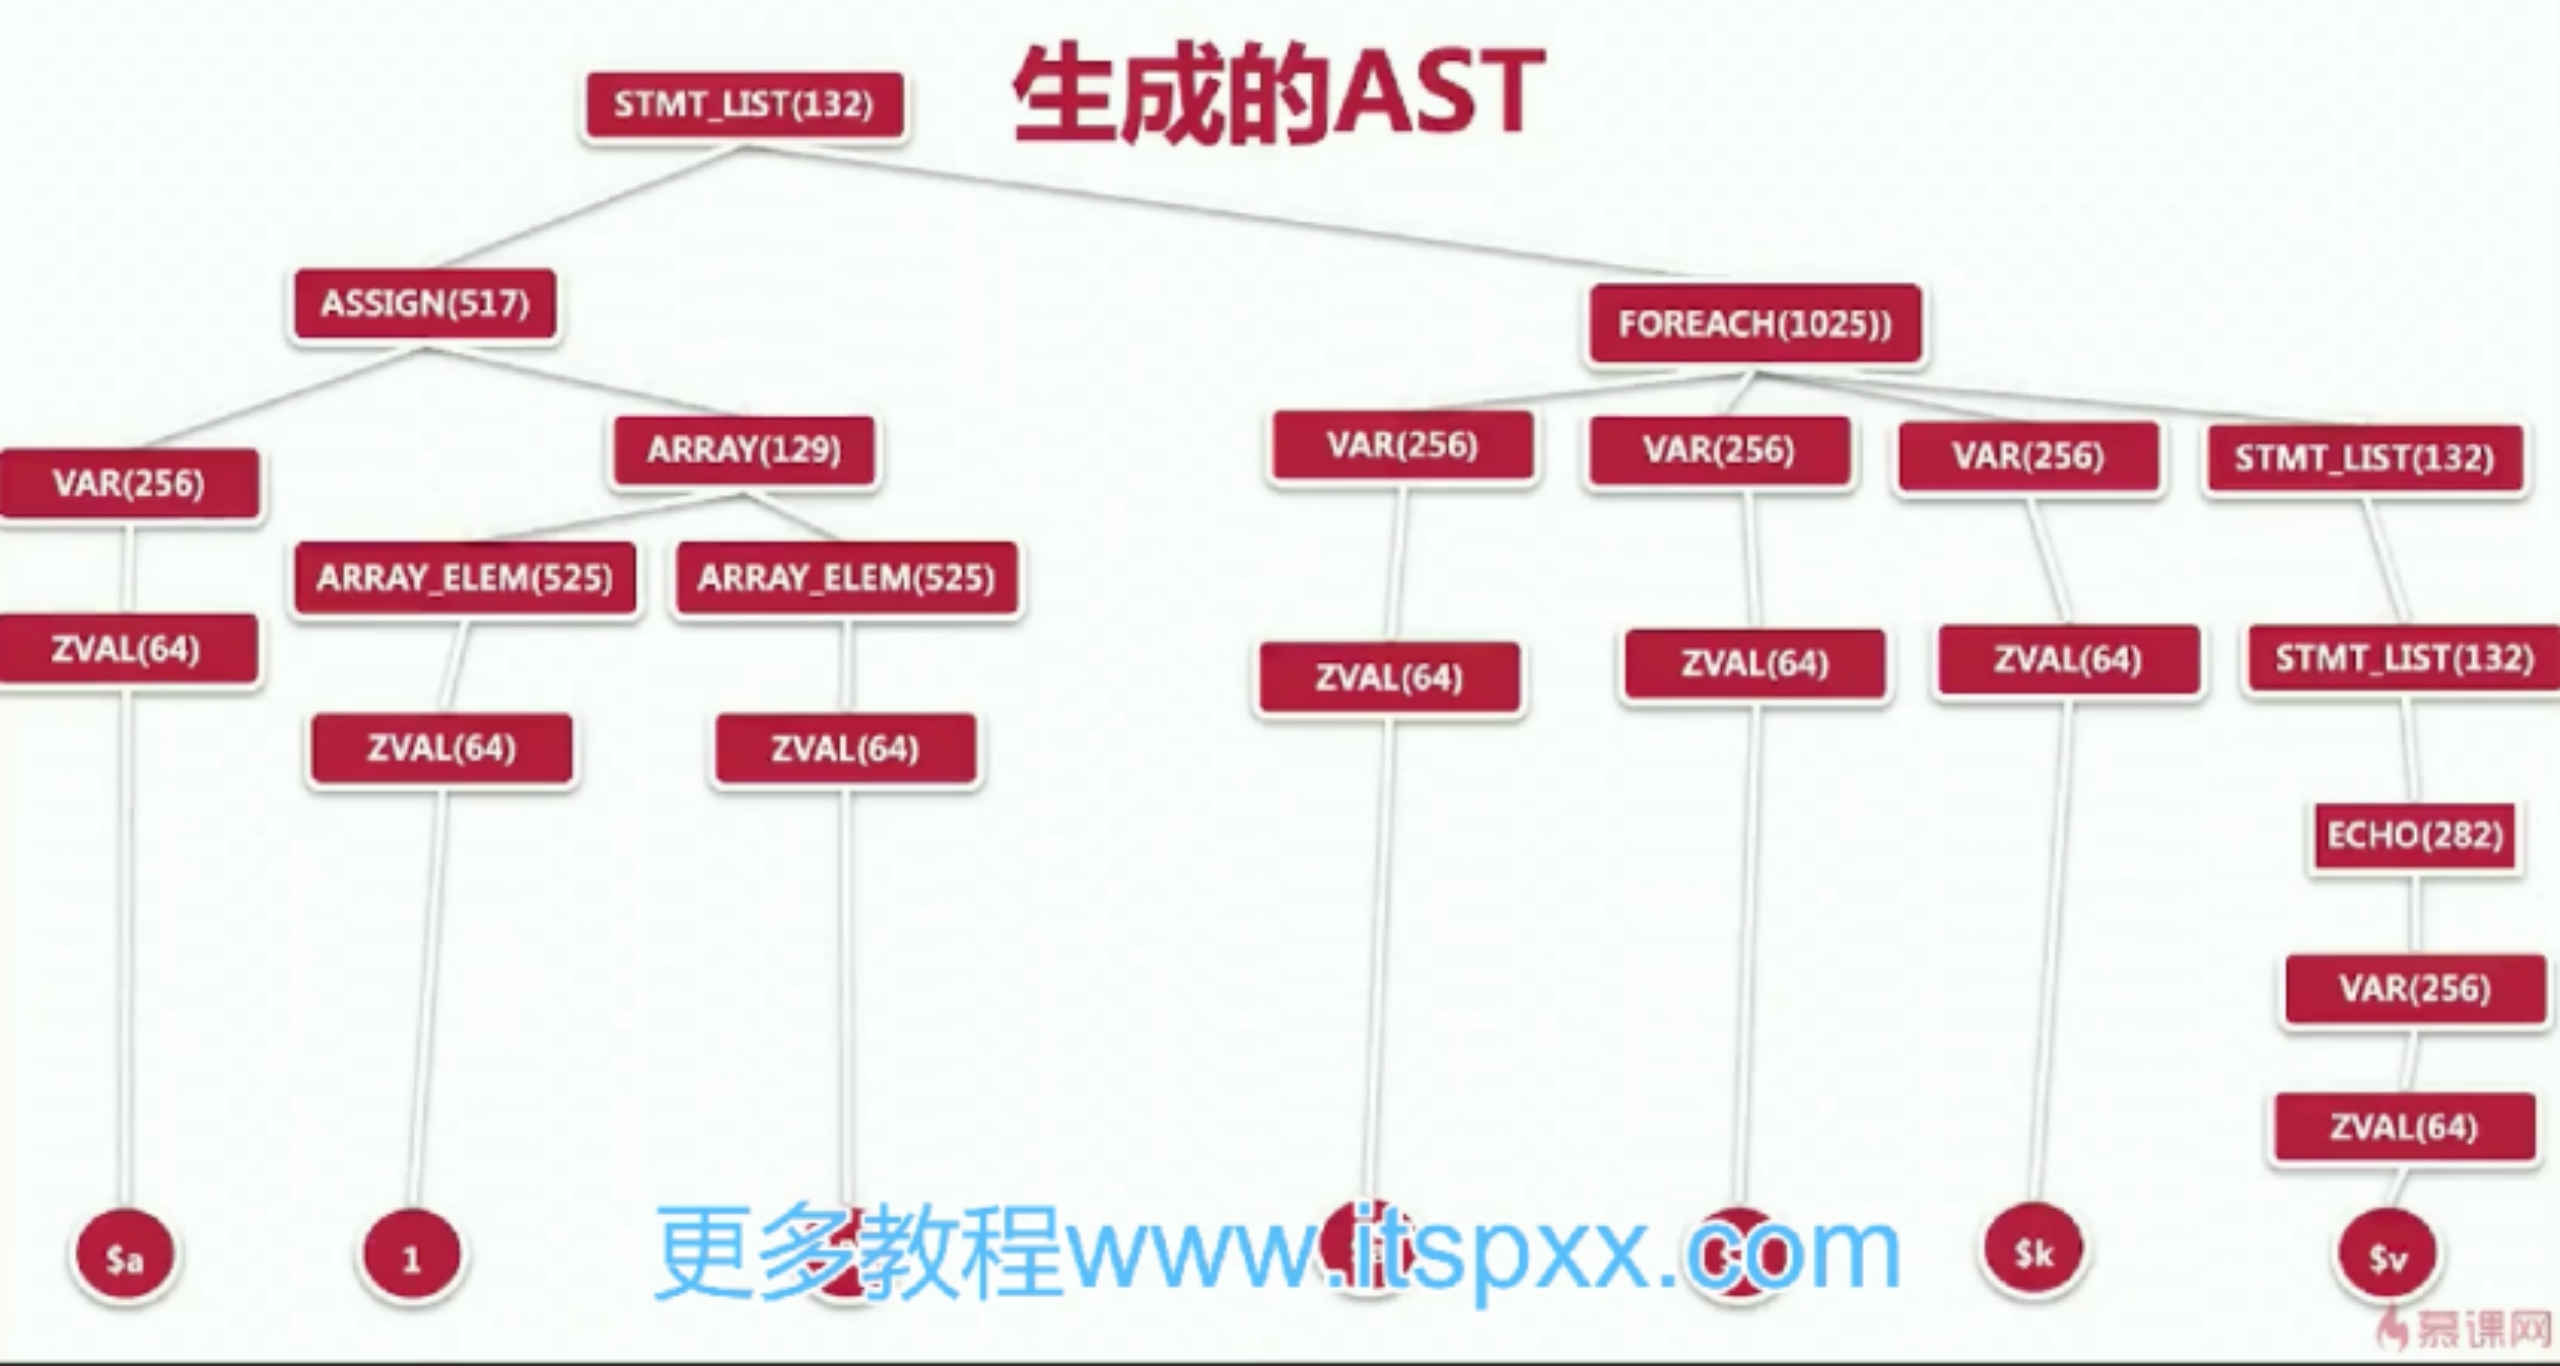 生成的AST
STMT_LIST(132)
ASSIGN(517)
FOREACH(1025))
VAR(256)
ARRAY(129)
VAR(256)
VAR(256)
VAR(256)
STMT_LIST(132)
ARRAY_ELEM(525)
ARRAY_ELEM(525)
ZVAL(64)
ZVAL(64)
ZVAL(64)
ZVAL(64)
ZVAL(64)
ZVAL(64)
STMT_LIST(132)
ECHO(282)
VAR(256)
ZVAL(64)
$a
1
更多教程www.itspxx.com
$k
$v
慕课网